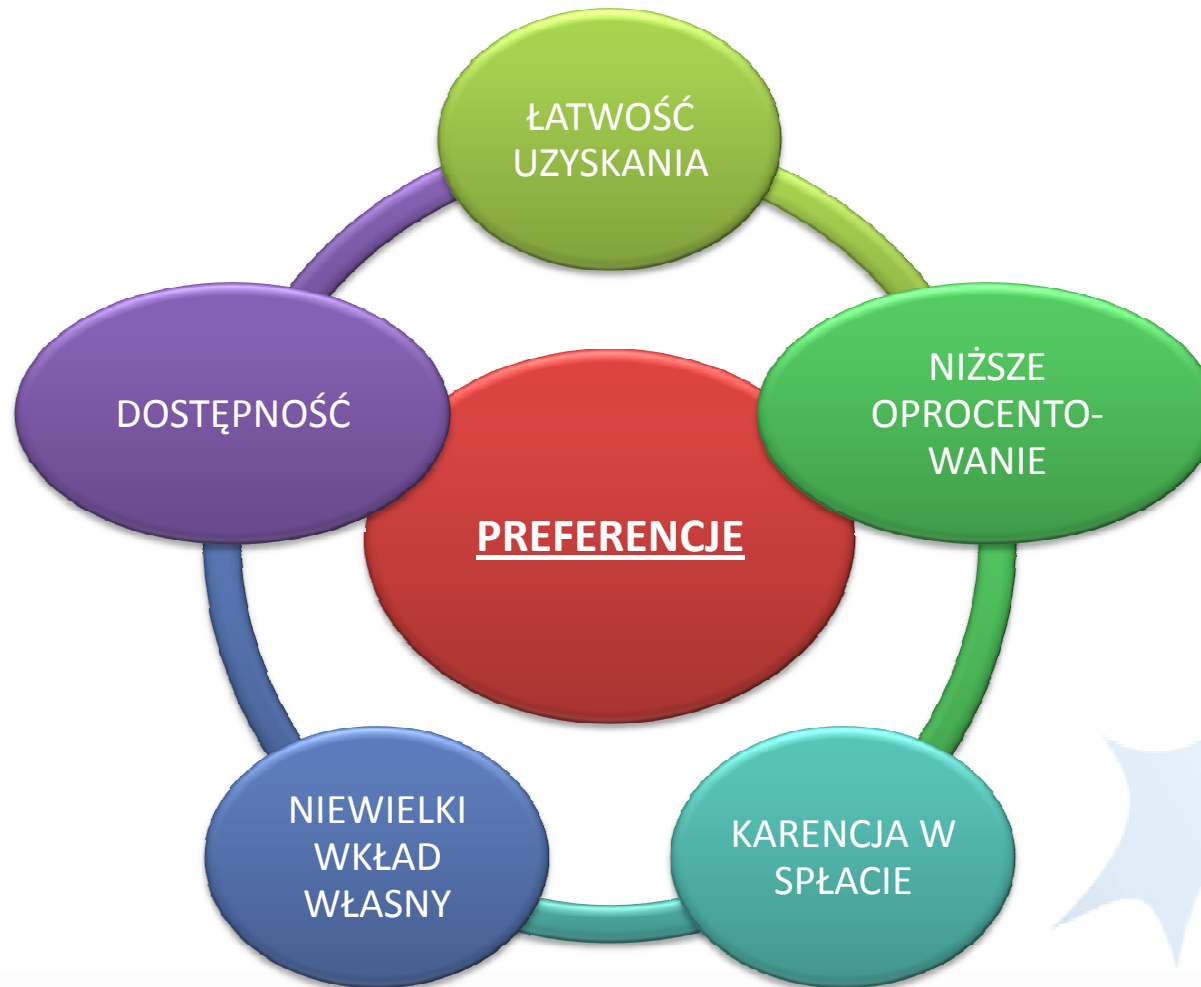 ŁATWOŚĆ
UZYSKANIA
NIŻSZE
OPROCENTO-
WANIE
KARENCJA W
SPŁACIE
NIEWIELKI
WKŁAD
WŁASNY
DOSTĘPNOŚĆ
PREFERENCJE